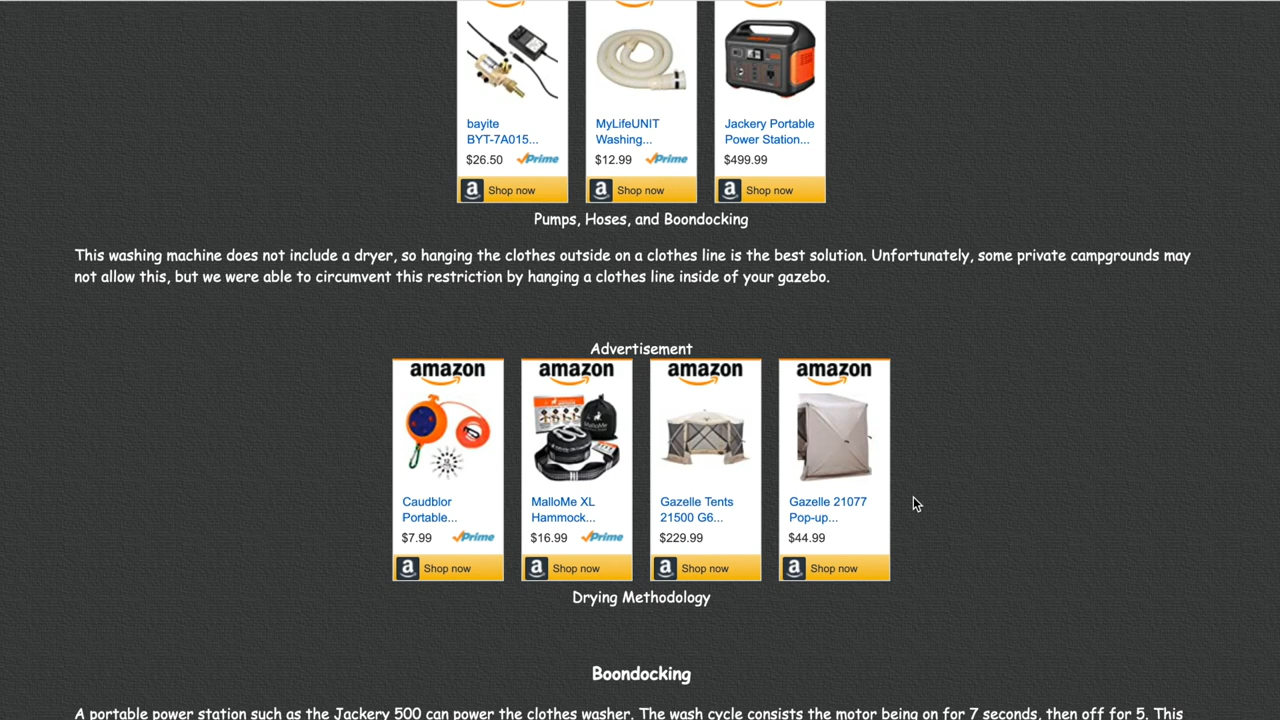 bayite
BYT-7A015...
$26.50 Prime
Shop now
MyLifeUNIT
Washing...
$12.99 Prime
Shop now
Jackery Portable
Power Station...
$499.99
Shop now
Pumps, Hoses, and Boondocking
This washing machine does not include a dryer, so hanging the clothes outside on a clothes line is the best solution. Unfortunately, some private campgrounds may
not allow this, but we were able to circumvent this restriction by hanging a clothes line inside of your gazebo.
Advertisement
amazon
Caudblor
Portable...
$7.99 Prime
Shop now
amazon
MalloMe XL
Hammock...
$16.99 Prime
Shop now
amazon
Gazelle Tents
21500 G6...
$229.99
Shop now
amazon
Gazelle 21077
Pop-up...
$44.99
Shop now
Drying Methodology
Boondocking
A portable power station such as the Jackery 500 can power the clothes washer. The wash cycle consists the motor being on for 7 seconds, then off for 5. This